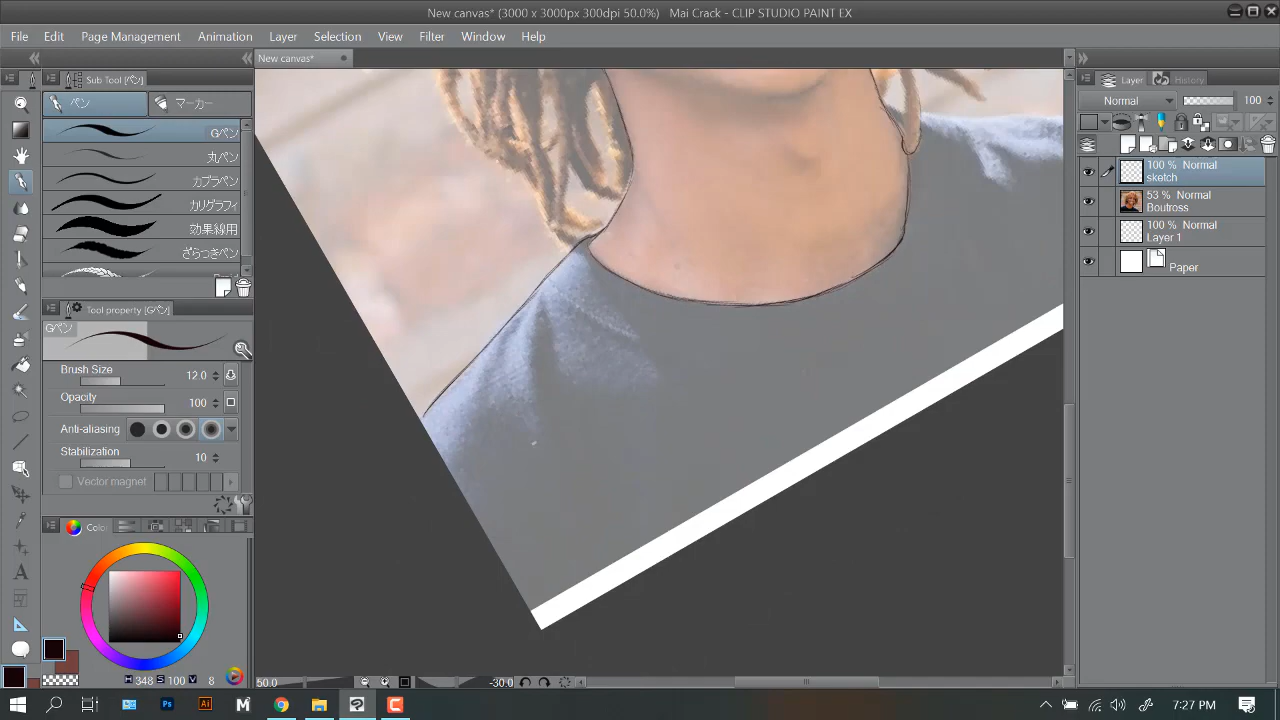 New canvas* (3000 x 3000px 300dpi 50.0%)  Mai Crack - CLIP STUDIO PAINT EX
File Edit Page Management Animation Layer Selection View Filter Window Help
New canvas*
Sub Tool [ペン]
Layer History
ペン マーカー
Normal 100
Gペン
丸ペン
カブラペン
カリグラフィ
効果線用
ざらつきペン
100 % Normal
sketch
53 % Normal
Boutross
100 % Normal
Layer 1
Paper
Tool property [Gペン]
Gペン
Brush Size 12.0
Opacity 100
Anti-aliasing
Stabilization 10
Vector magnet
Colo
H 348 S 100 V 8
50.0 -30.0
7:27 PM